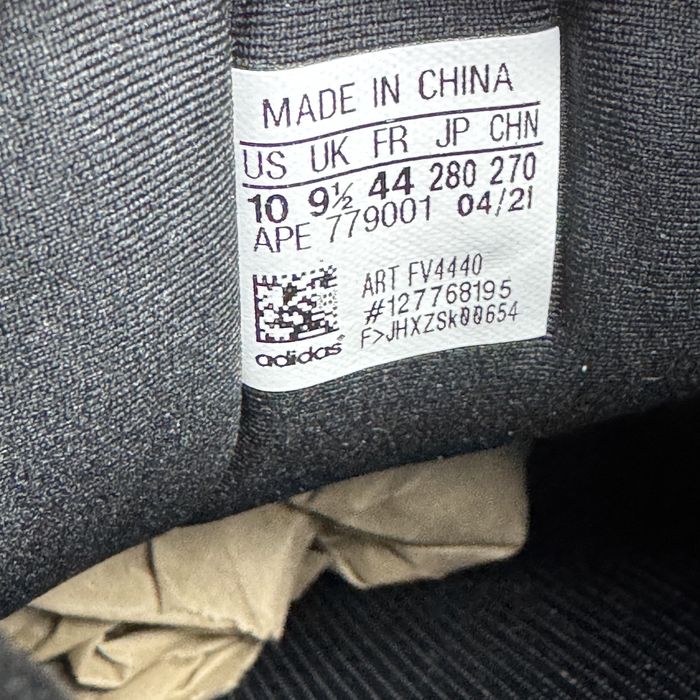 MADE IN CHINA
US UK FR JP CHN
10 9½ 44 280 270
APE 779001 04/21
ART FV4440
#127768195
F>JHXZSk00654
adidas